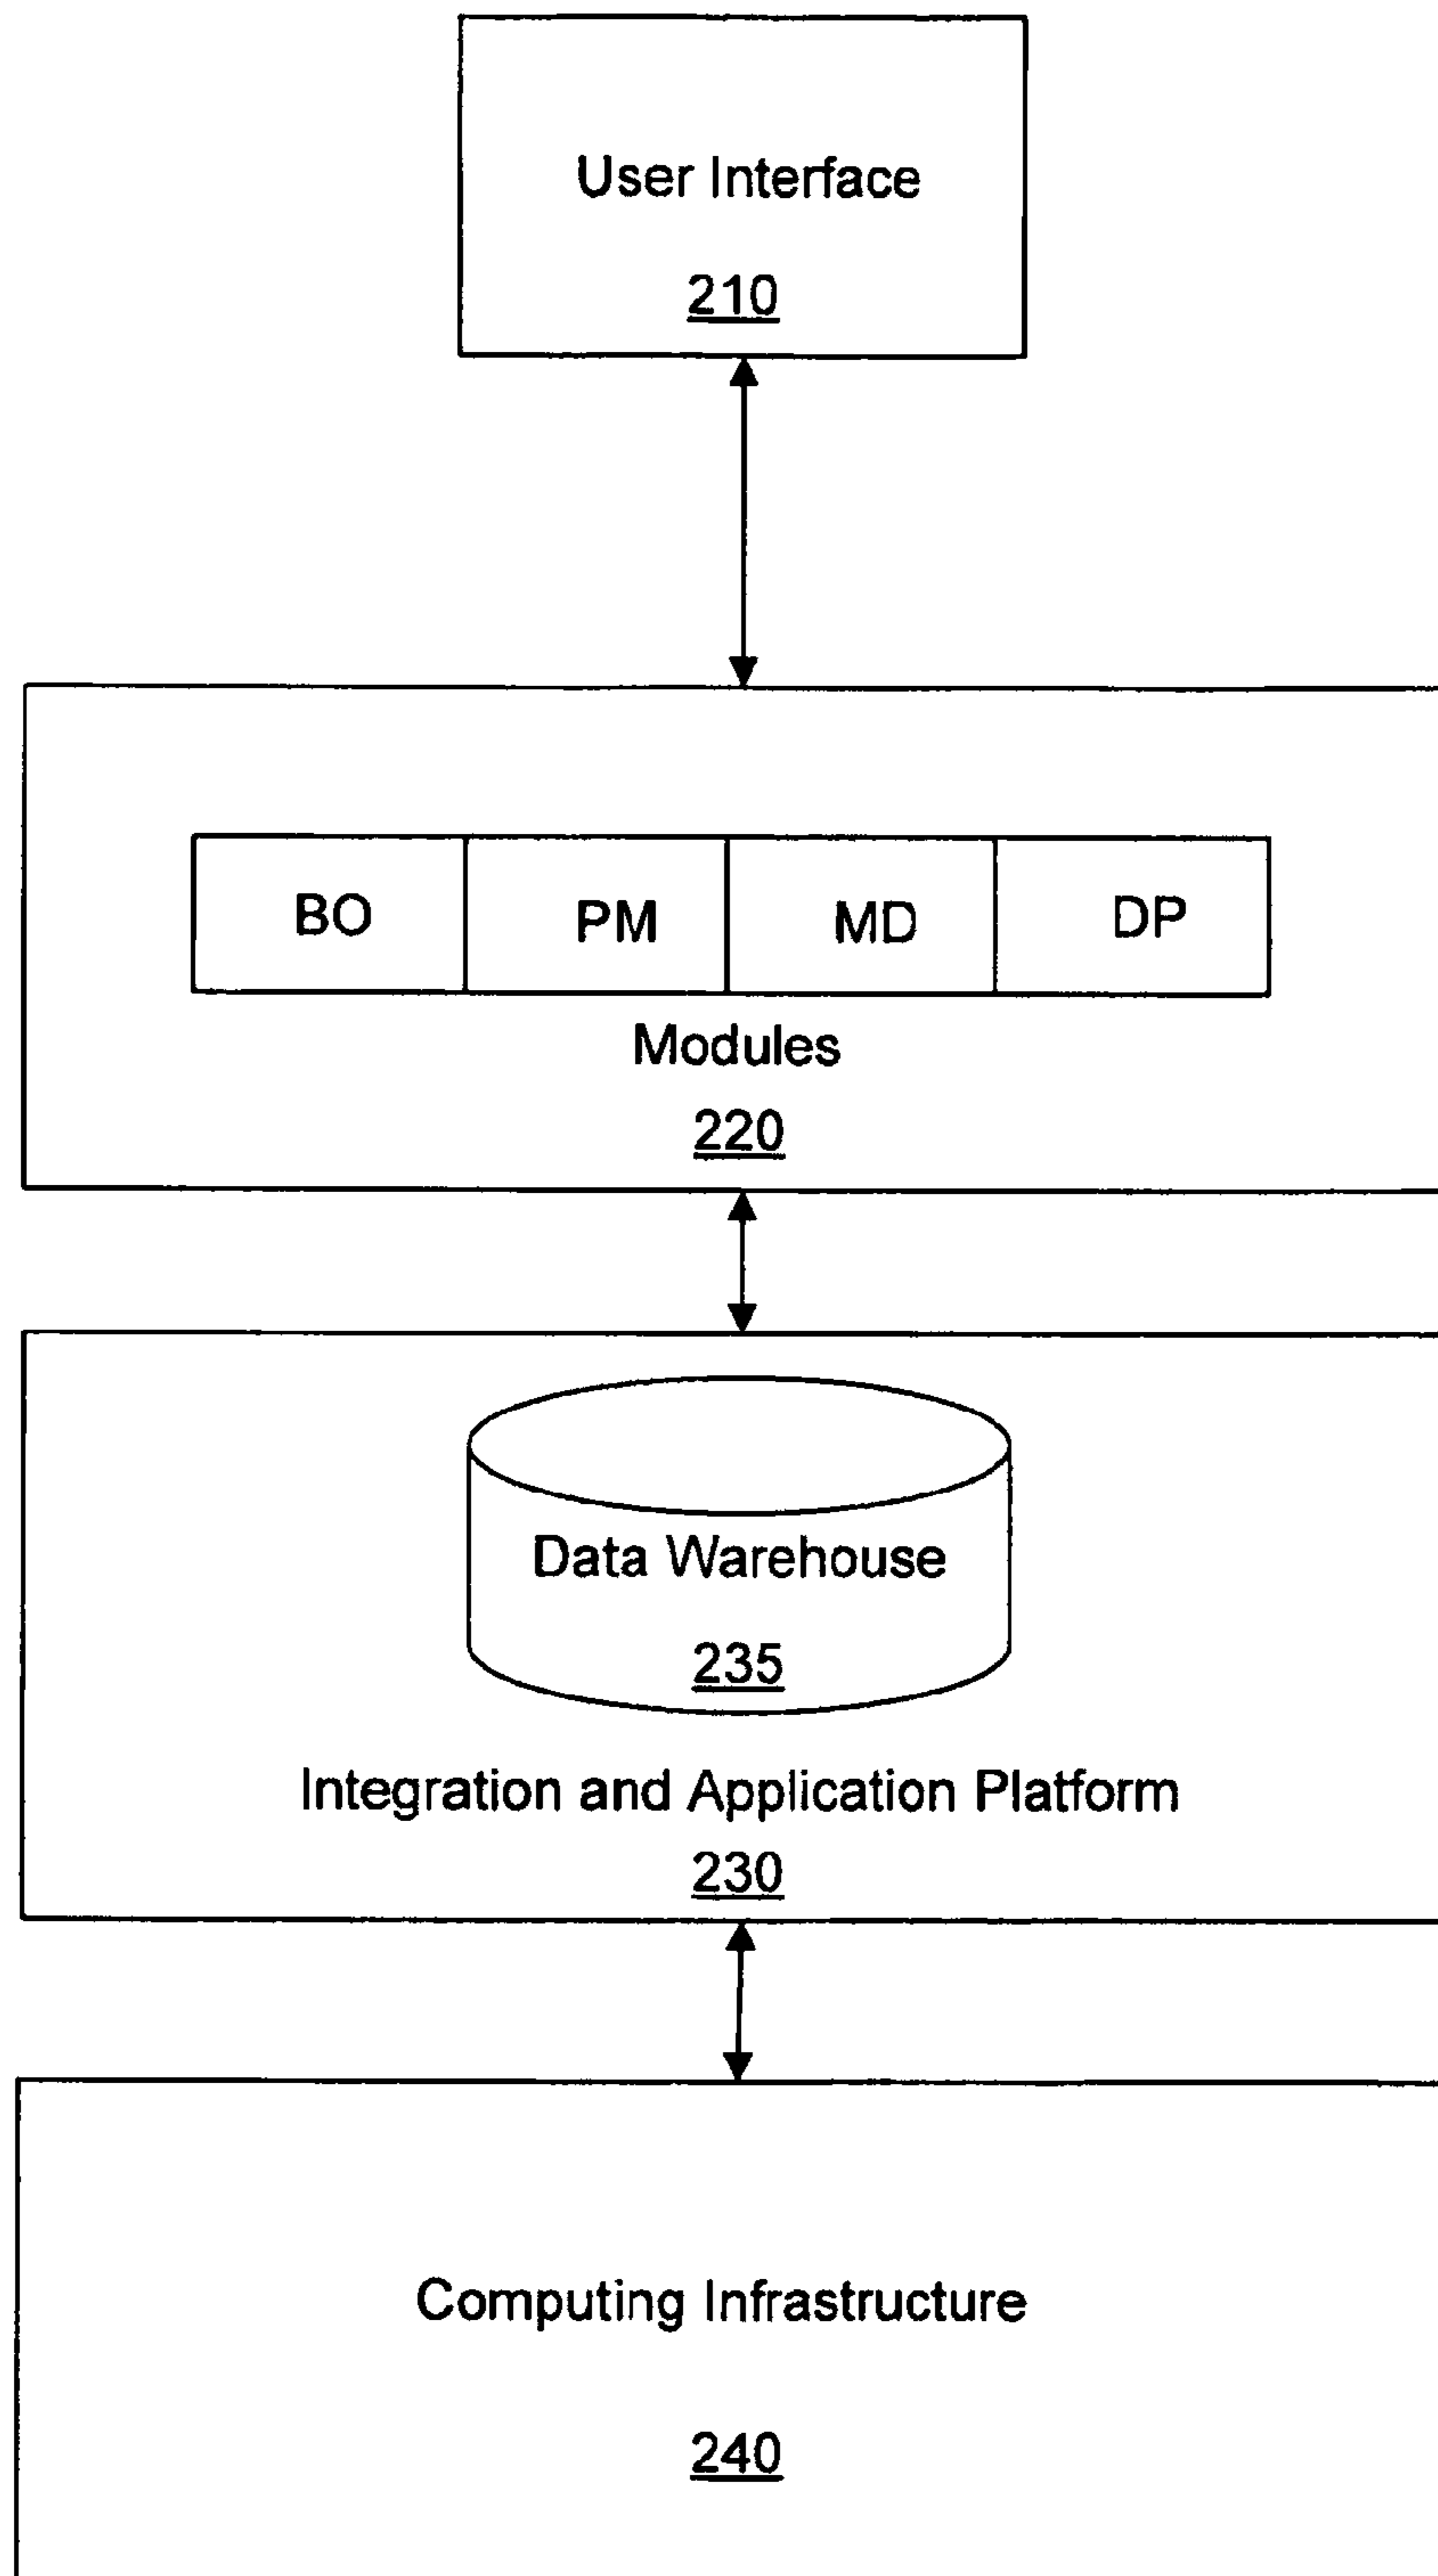 User Interface
210
BO PM MD DP
Modules
220
Data Warehouse
235
Integration and Application Platform
230
Computing Infrastructure
240